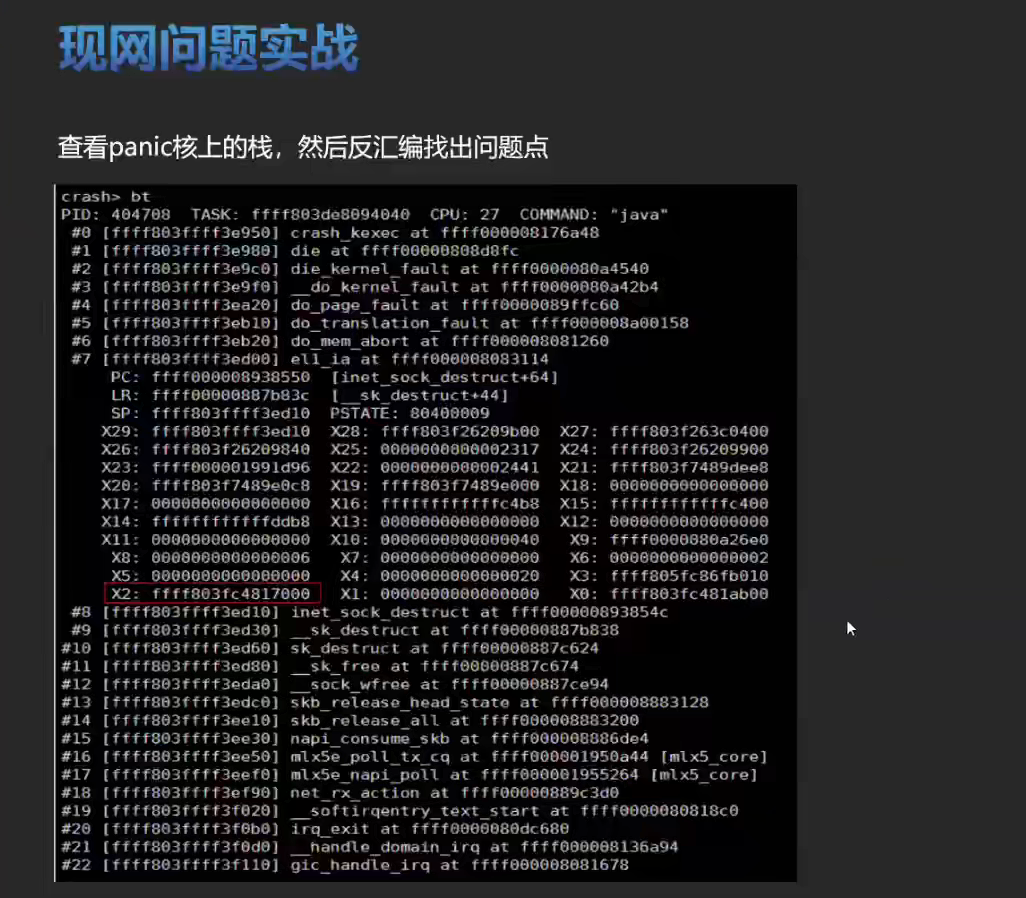 现网问题实战
查看panic核上的栈，然后反汇编找出问题点
crash> bt
PID: 404708  TASK: ffff803de8094040  CPU: 27  COMMAND: "java"
#0 [ffff803ffff3e950] crash_kexec at ffff000008176a48
#1 [ffff803ffff3e980] die at ffff00000808d8fc
#2 [ffff803ffff3e9c0] die_kernel_fault at ffff0000080a4540
#3 [ffff803ffff3e9f0] __do_kernel_fault at ffff0000080a42b4
#4 [ffff803ffff3ea20] do_page_fault at ffff0000089ffc60
#5 [ffff803ffff3eb10] do_translation_fault at ffff000008a00158
#6 [ffff803ffff3eb20] do_mem_abort at ffff000008081260
#7 [ffff803ffff3ed00] el1_ia at ffff000008083114
PC: ffff000008938550  [inet_sock_destruct+64]
LR: ffff00000887b83c  [__sk_destruct+44]
SP: ffff803ffff3ed10  PSTATE: 80400009
X29: ffff803ffff3ed10  X28: ffff803f26209b00  X27: ffff803f263c0400
X26: ffff803f26209840  X25: 0000000000002317  X24: ffff803f26209900
X23: ffff000001991d96  X22: 0000000000002441  X21: ffff803f7489dee8
X20: ffff803f7489e0c8  X19: ffff803f7489e000  X18: 0000000000000000
X17: 0000000000000000  X16: ffffffffffffc4b8  X15: ffffffffffffc400
X14: ffffffffffffddb8  X13: 0000000000000000  X12: 0000000000000000
X11: 0000000000000000  X10: 0000000000000040  X9: ffff0000080a26e0
X8: 0000000000000006  X7: 0000000000000000  X6: 0000000000000002
X5: 0000000000000000  X4: 0000000000000020  X3: ffff805fc86fb010
X2: ffff803fc4817000  X1: 0000000000000000  X0: ffff803fc481ab00
#8 [ffff803ffff3ed10] inet_sock_destruct at ffff00000893854c
#9 [ffff803ffff3ed30] __sk_destruct at ffff00000887b838
#10 [ffff803ffff3ed60] sk_destruct at ffff00000887c624
#11 [ffff803ffff3ed80] __sk_free at ffff00000887c674
#12 [ffff803ffff3eda0] __sock_wfree at ffff00000887ce94
#13 [ffff803ffff3edc0] skb_release_head_state at ffff000008883128
#14 [ffff803ffff3ee10] skb_release_all at ffff000008883200
#15 [ffff803ffff3ee30] napi_consume_skb at ffff000008886de4
#16 [ffff803ffff3ee50] mlx5e_poll_tx_cq at ffff000001950a44 [mlx5_core]
#17 [ffff803ffff3eef0] mlx5e_napi_poll at ffff000001955264 [mlx5_core]
#18 [ffff803ffff3ef90] net_rx_action at ffff00000889c3d0
#19 [ffff803ffff3f020] __softirqentry_text_start at ffff0000080818c0
#20 [ffff803ffff3f0b0] irq_exit at ffff0000080dc680
#21 [ffff803ffff3f0d0] __handle_domain_irq at ffff000008136a94
#22 [ffff803ffff3f110] gic_handle_irq at ffff000008081678